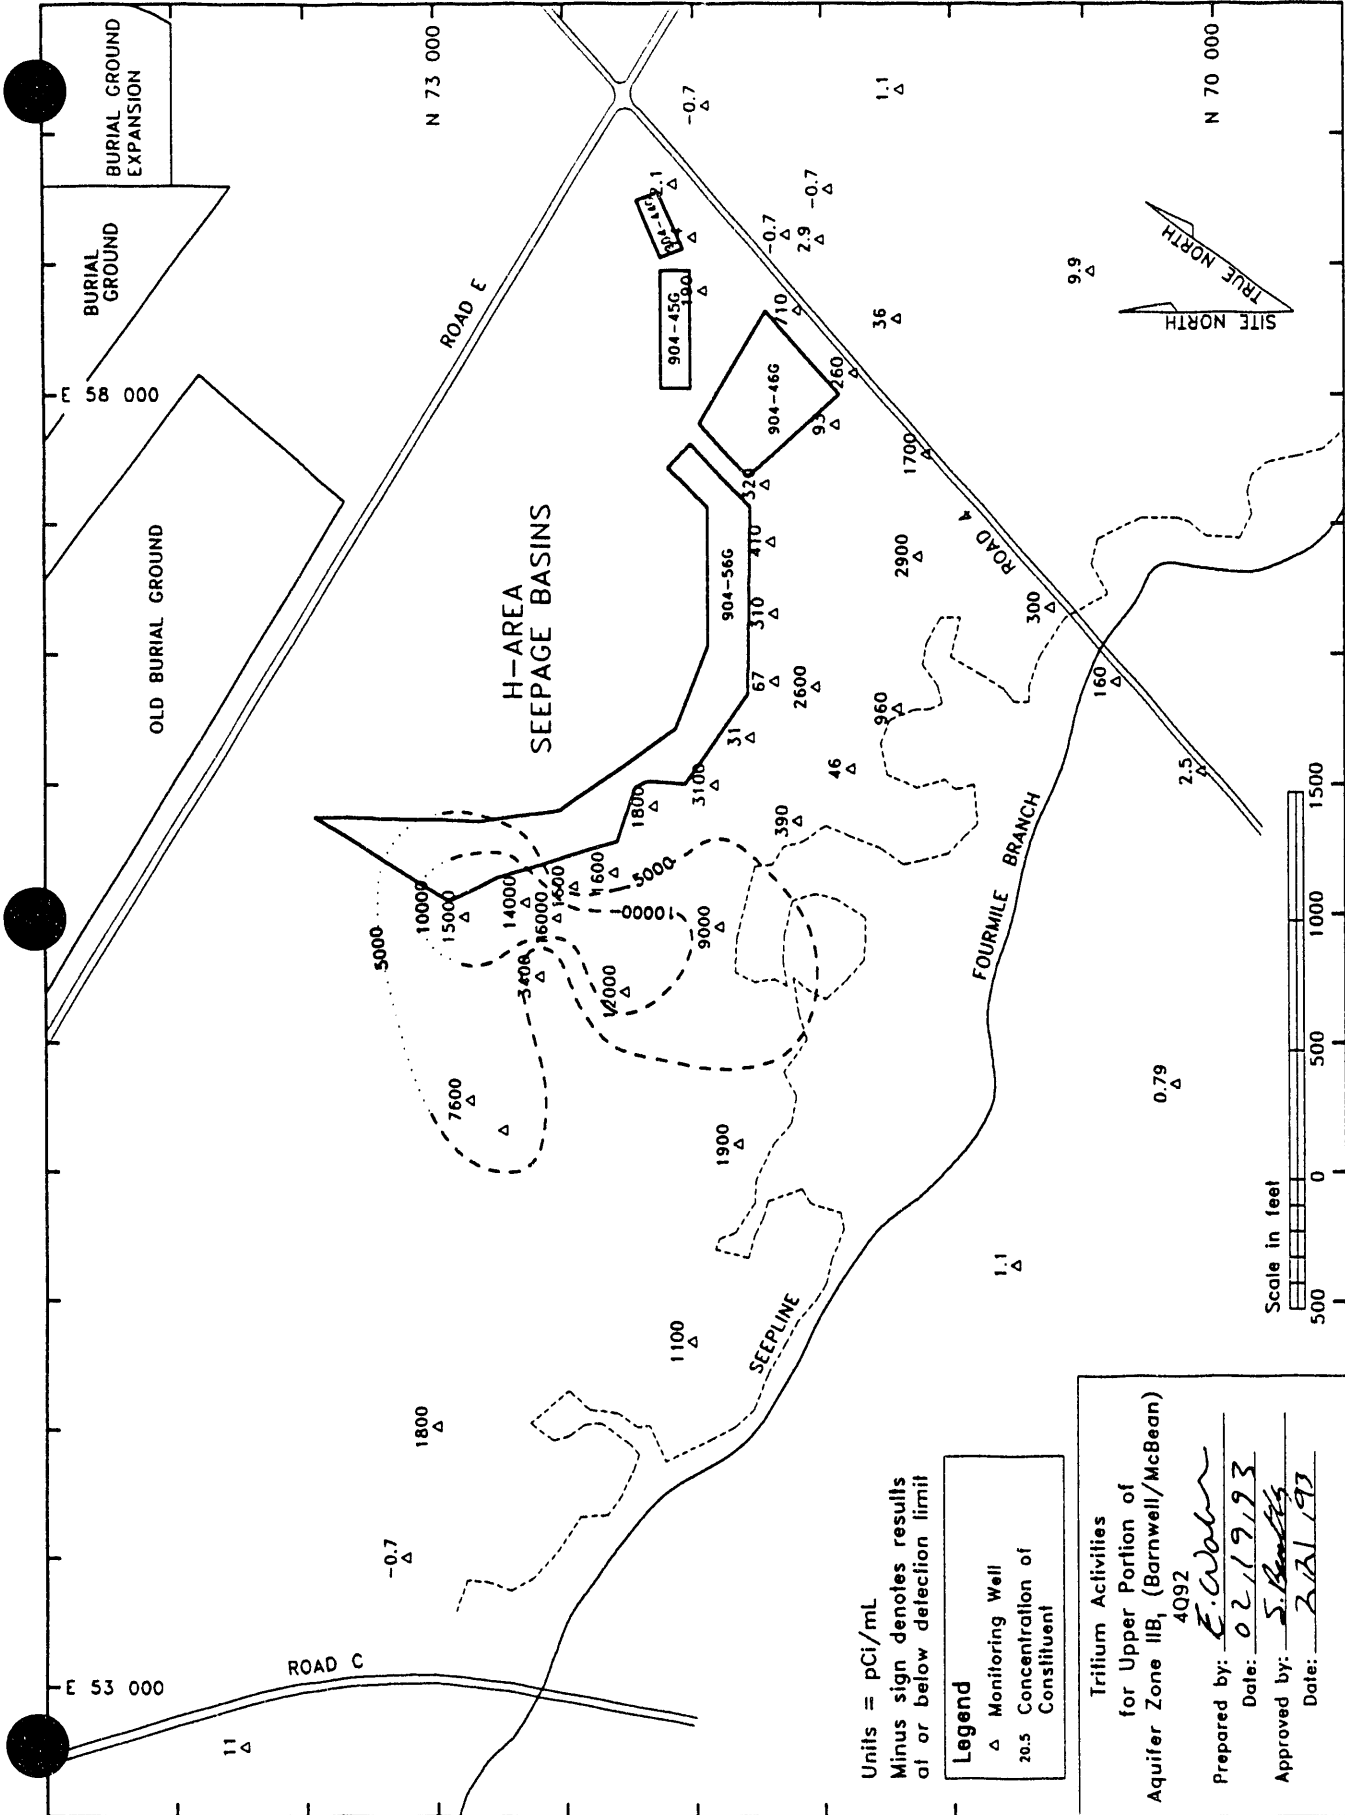 BURIAL GROUND
EXPANSION
BURIAL
GROUND
OLD BURIAL GROUND
E 58 000
E 53 000
N 73 000
N 70 000
ROAD E
ROAD C
ROAD 4
H-AREA
SEEPAGE BASINS
904-45G
904-46G
904-56G
FOURMILE BRANCH
SEEPLINE
SITE NORTH
TRUE NORTH
11
-0.7
1800
1100
1900
7600
5000
10000
15000
14000
16000
3400
12000
1600
1600
5000
10000
9000
1800
3100
31
67
310
410
320
93
260
710
190
2.1
-0.7
1.1
-0.7
-0.7
2.9
36
9.9
1700
2900
2600
960
46
390
300
160
2.5
0.79
1.1
Scale in feet
500 0 500 1000 1500
Units = pCi/mL
Minus sign denotes results
at or below detection limit
Legend
Δ Monitoring Well
20.5 Concentration of
Constituent
Tritium Activities
for Upper Portion of
Aquifer Zone IIB₁ (Barnwell/McBean)
4Q92
Prepared by: E.
Date: 02/19/93
Approved by: S.
Date: